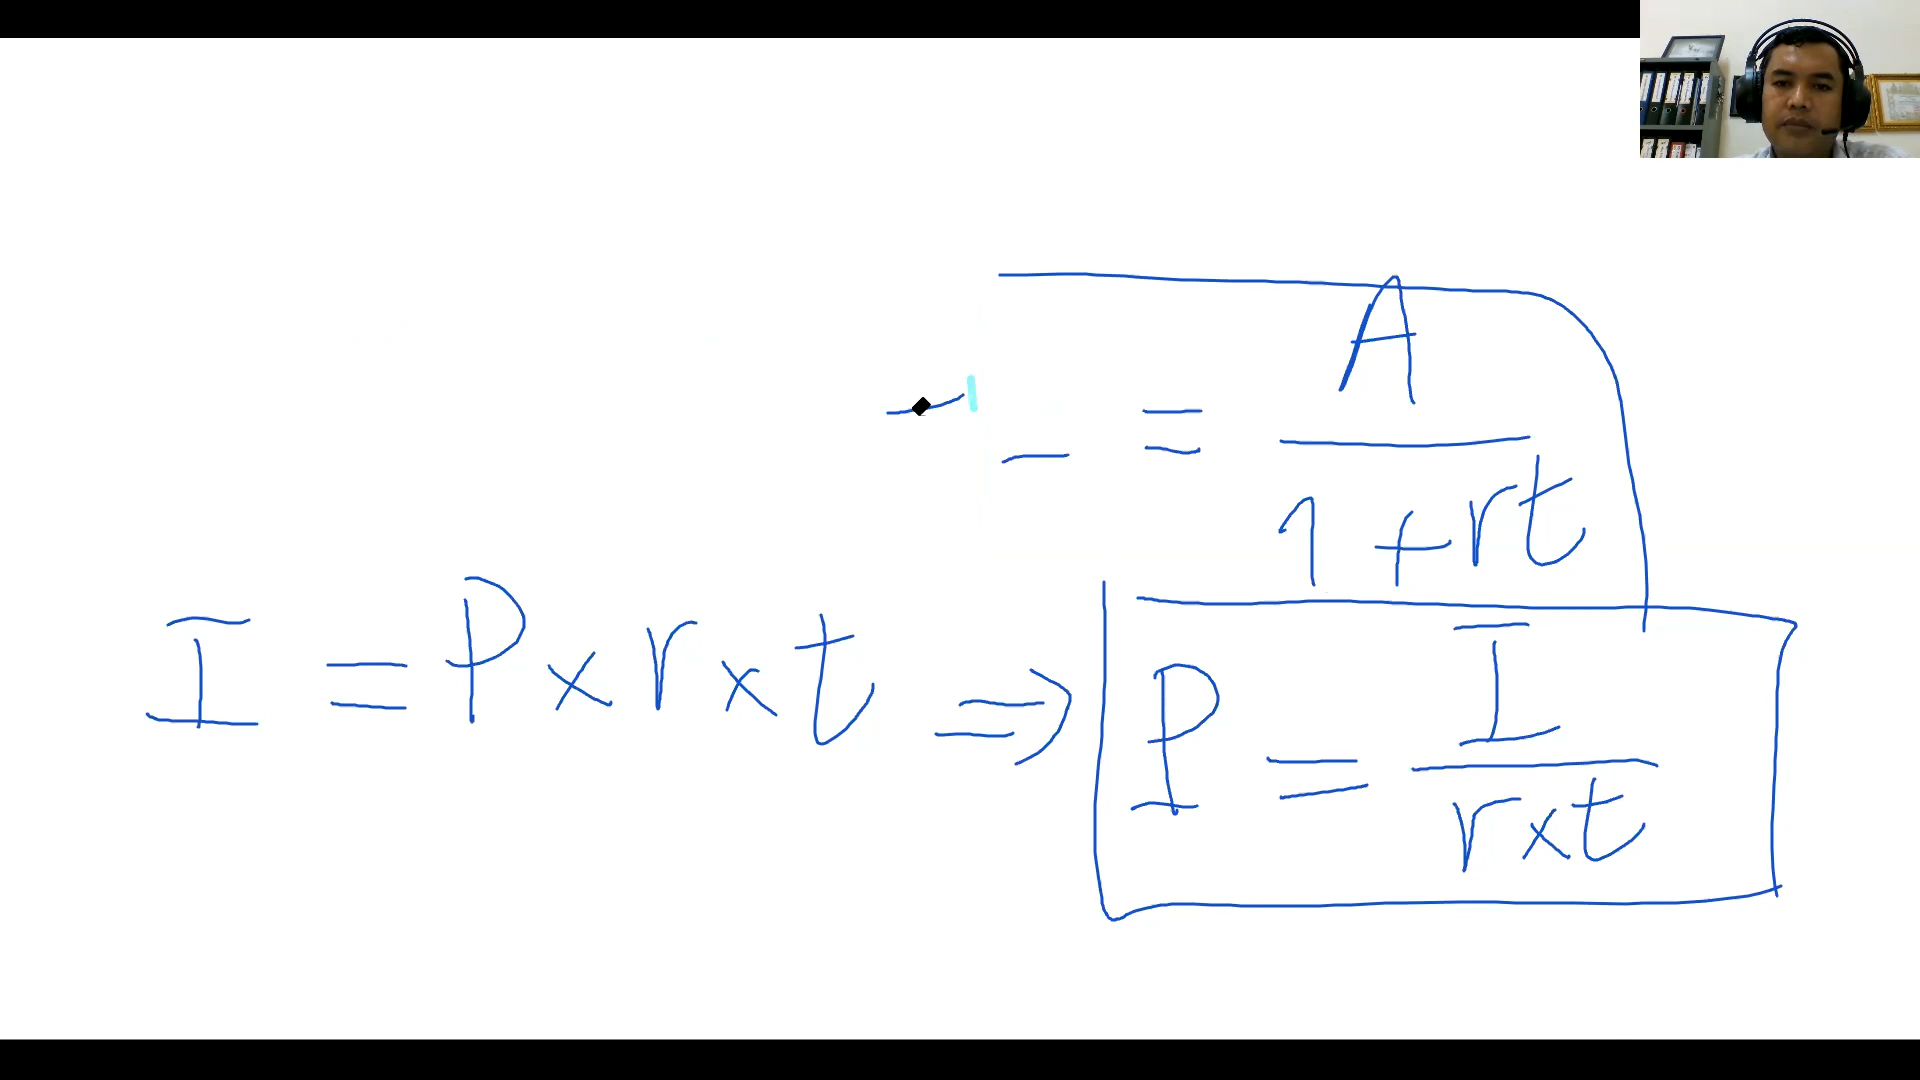 = A / 1 + rt
I = P x r x t ⇒ P = I / r x t